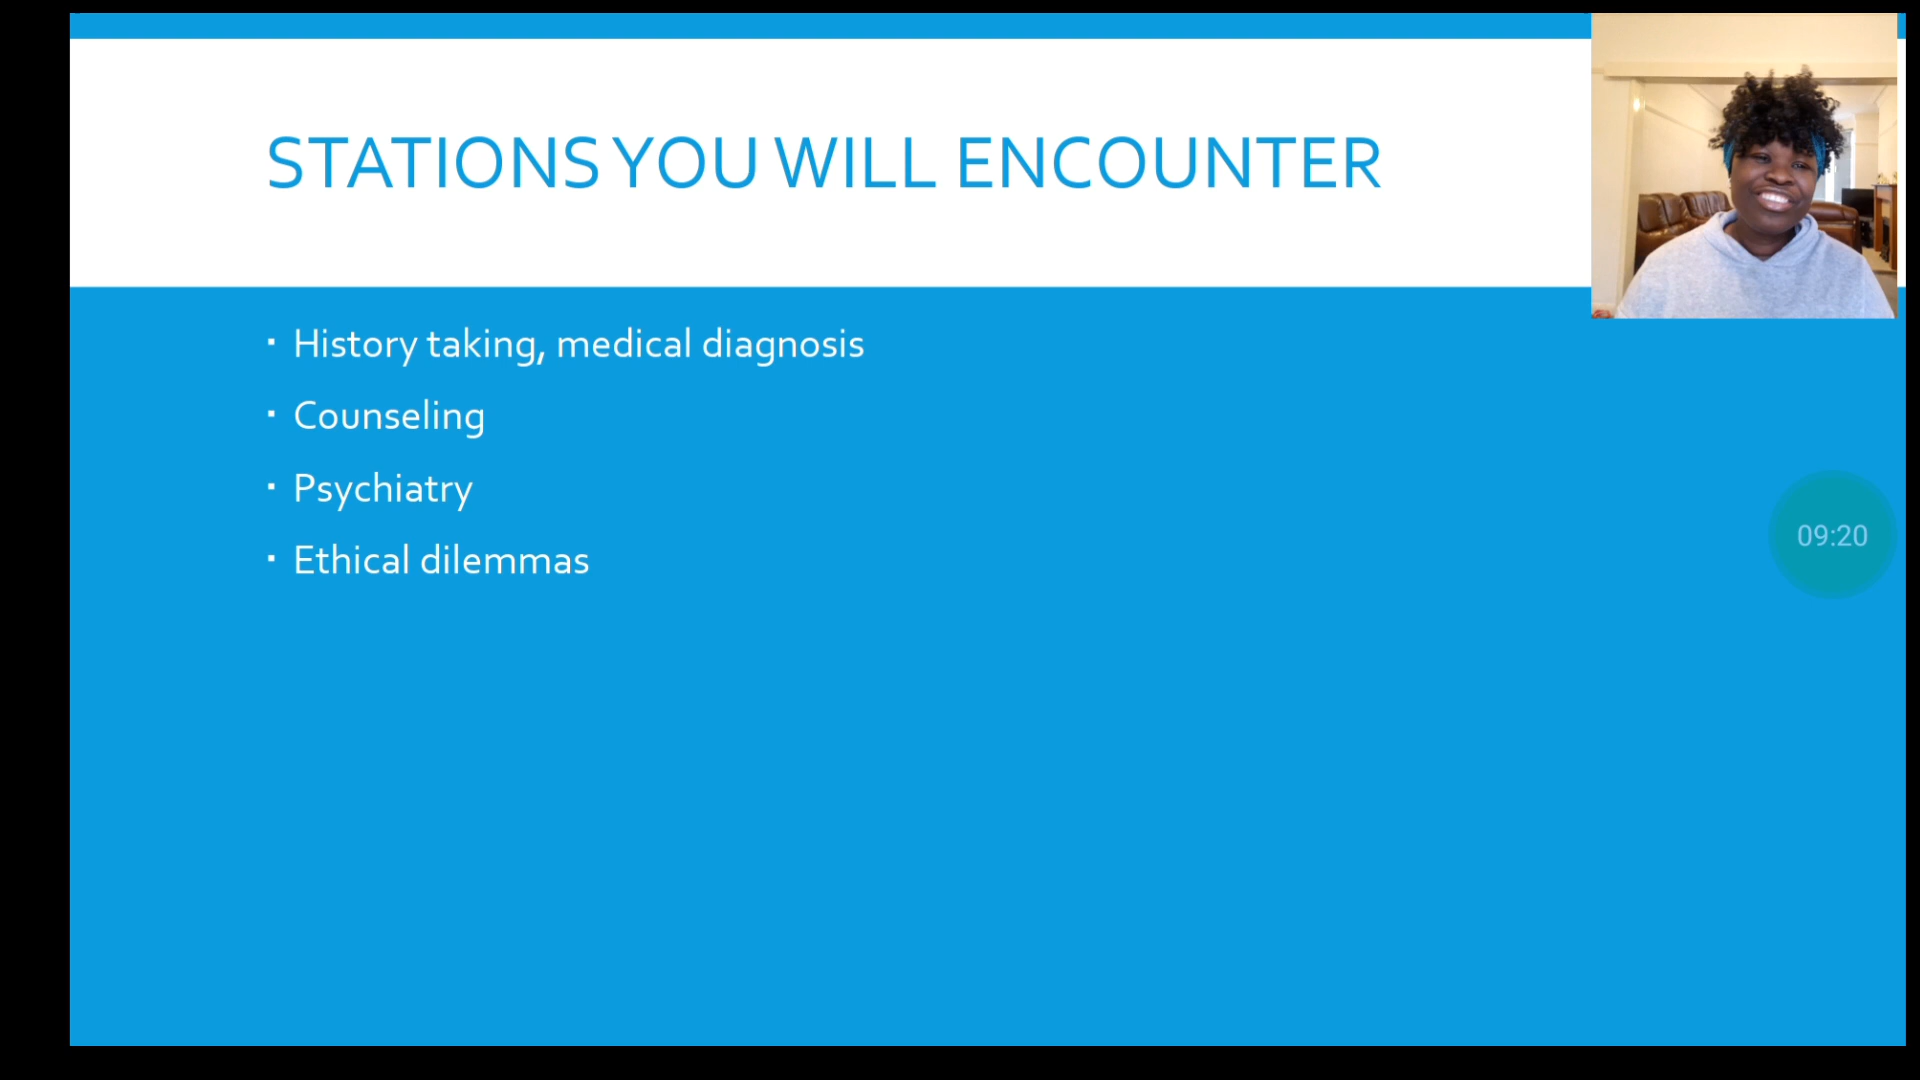 STATIONS YOU WILL ENCOUNTER
History taking, medical diagnosis
Counseling
Psychiatry
Ethical dilemmas
09:20